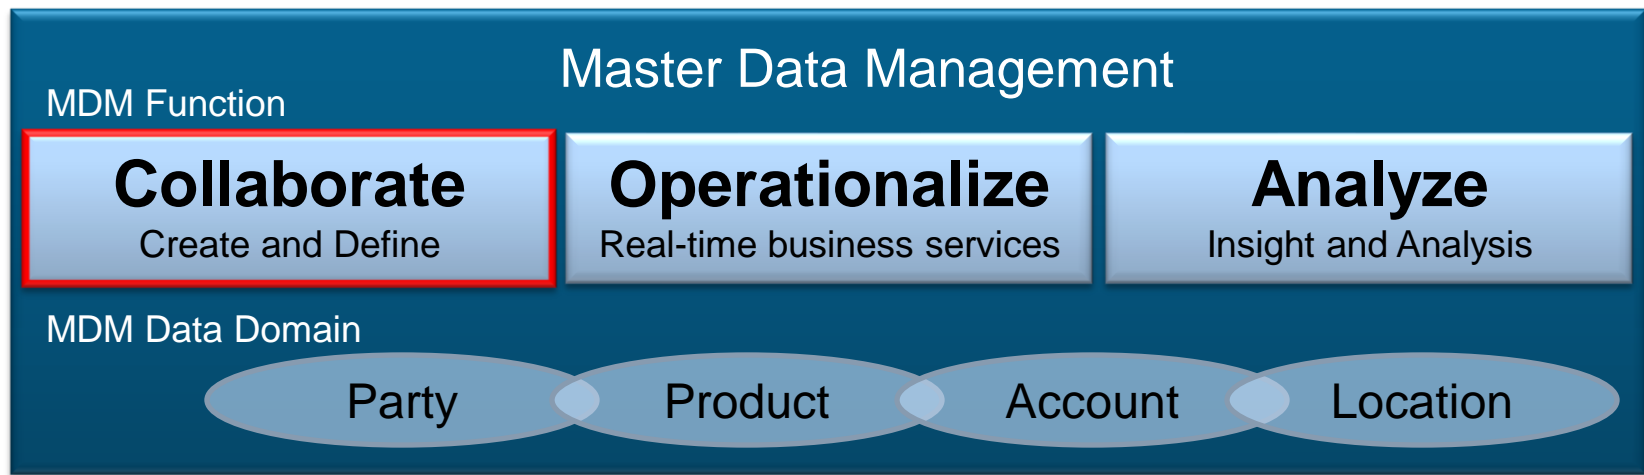 Master Data Management
MDM Function
Collaborate
Create and Define
Operationalize
Real-time business services
Analyze
Insight and Analysis
MDM Data Domain
Party
Product
Account
Location